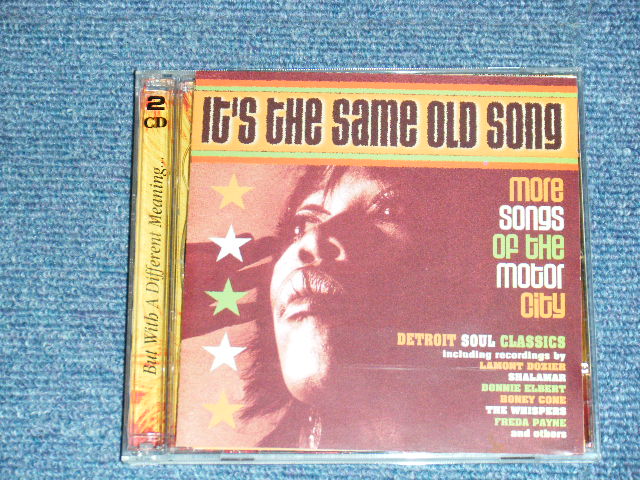 2
CD
But With A Different Meaning...
It's the Same Old Song
more
songs
of the
motor
city
DETROIT SOUL CLASSICS
including recordings by
LAMONT DOZIER
SHALAMAR
DONNIE ELBERT
HONEY CONE
THE WHISPERS
FREDA PAYNE
and others